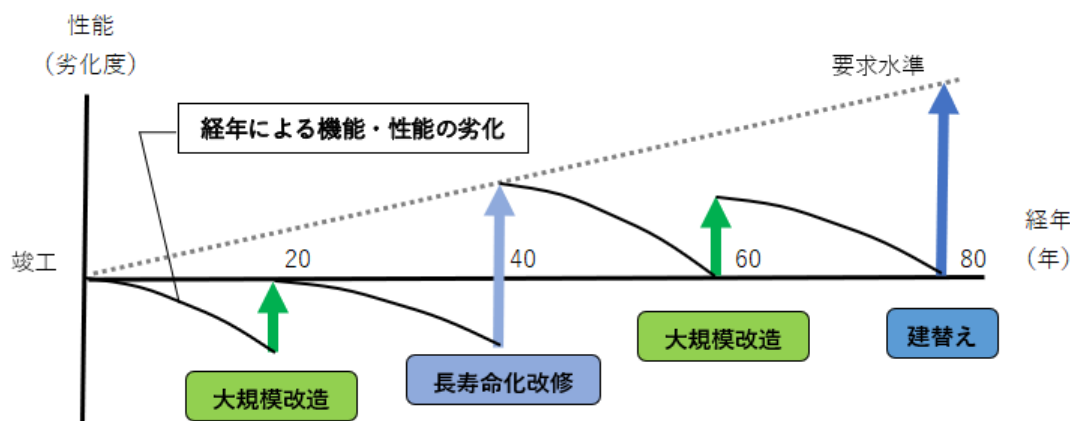 性能
（劣化度）
要求水準
経年による機能・性能の劣化
経年
（年）
竣工
20
40
60
80
大規模改造
長寿命化改修
大規模改造
建替え